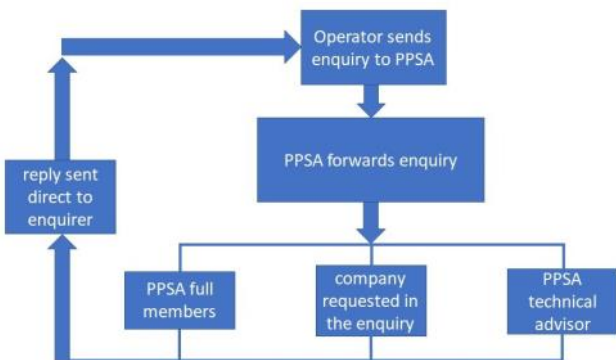 Operator sends
enquiry to PPSA
PPSA forwards enquiry
reply sent
direct to
enquirer
PPSA full
members
company
requested in
the enquiry
PPSA
technical
advisor